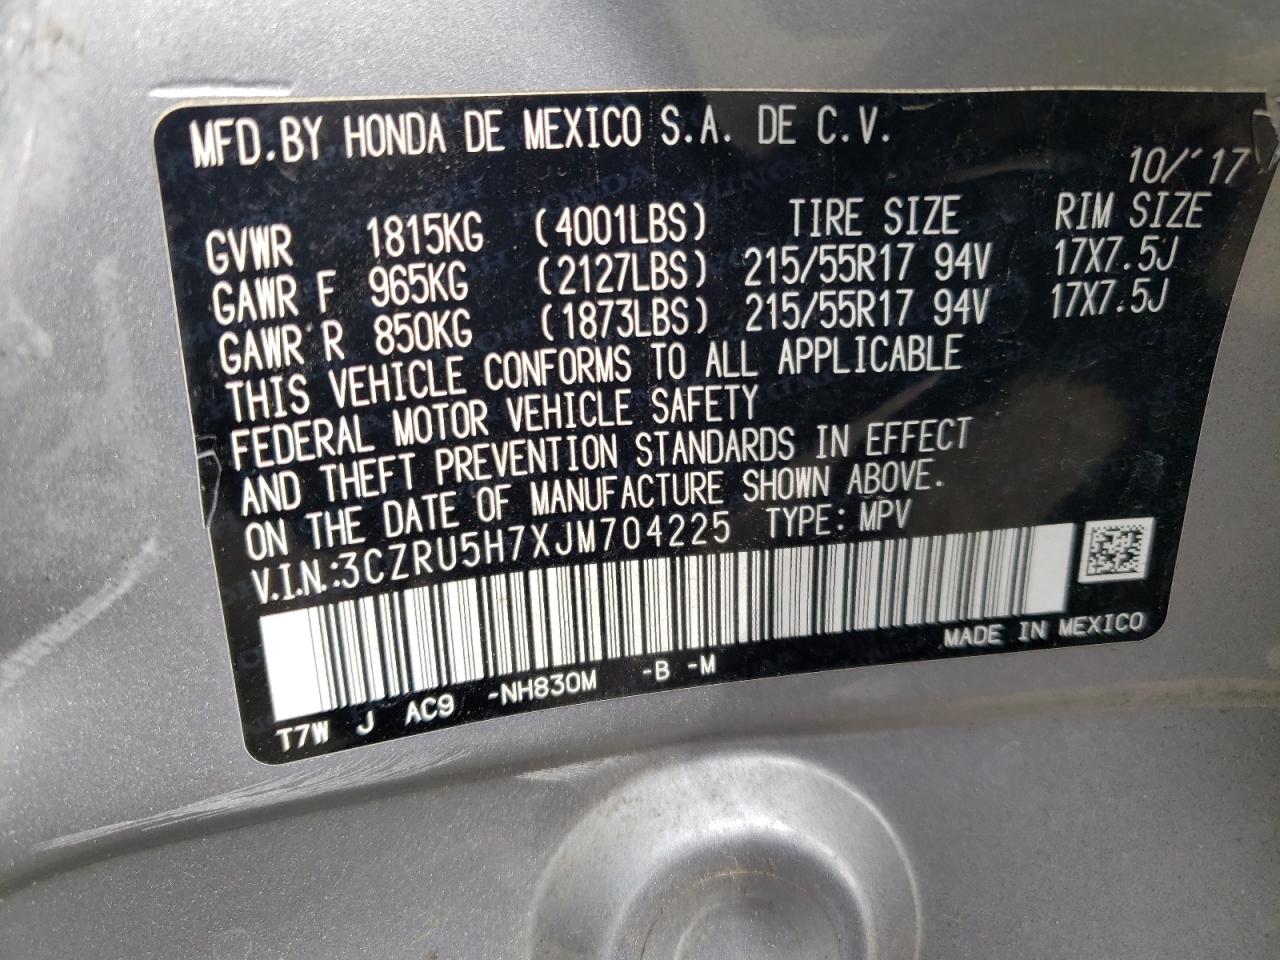 MFD.BY HONDA DE MEXICO S.A. DE C.V.
10/'17
GVWR 1815KG (4001LBS) TIRE SIZE RIM SIZE
GAWR F 965KG (2127LBS) 215/55R17 94V 17X7.5J
GAWR R 850KG (1873LBS) 215/55R17 94V 17X7.5J
THIS VEHICLE CONFORMS TO ALL APPLICABLE
FEDERAL MOTOR VEHICLE SAFETY
AND THEFT PREVENTION STANDARDS IN EFFECT
ON THE DATE OF MANUFACTURE SHOWN ABOVE.
V.I.N.:3CZRU5H7XJM704225 TYPE: MPV
MADE IN MEXICO
T7W J AC9 -NH830M -B -M